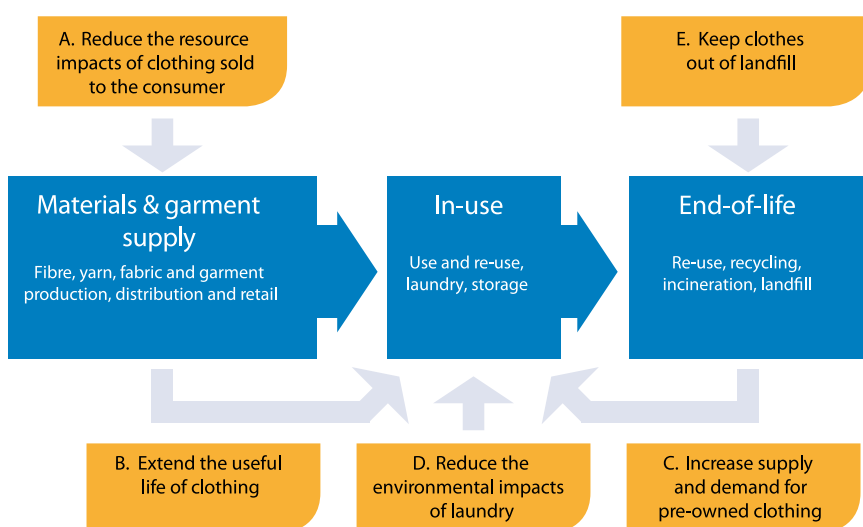 A. Reduce the resource
impacts of clothing sold
to the consumer
E. Keep clothes
out of landfill
Materials & garment
supply
Fibre, yarn, fabric and garment
production, distribution and retail
In-use
Use and re-use,
laundry, storage
End-of-life
Re-use, recycling,
incineration, landfill
B. Extend the useful
life of clothing
D. Reduce the
environmental impacts
of laundry
C. Increase supply
and demand for
pre-owned clothing